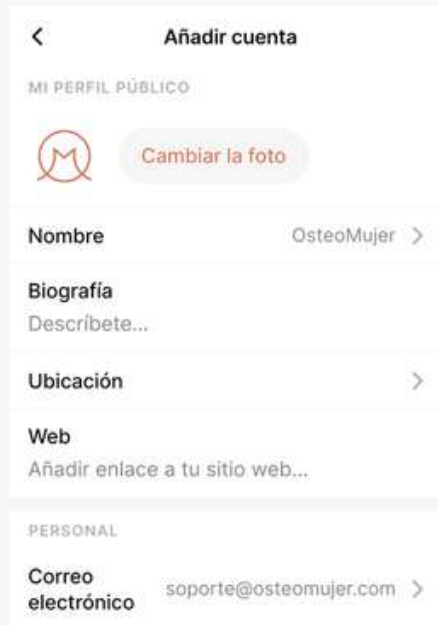 Añadir cuenta
MI PERFIL PÚBLICO
Cambiar la foto
Nombre OsteoMujer
Biografía
Descríbete...
Ubicación
Web
Añadir enlace a tu sitio web...
PERSONAL
Correo
electrónico soporte@osteomujer.com